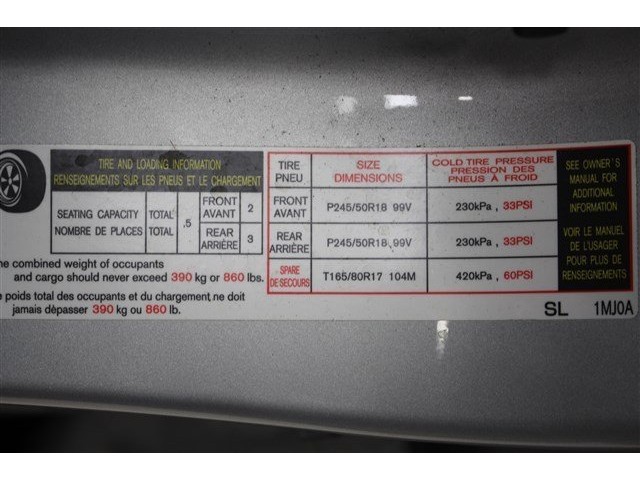 TIRE AND LOADING INFORMATION
RENSEIGNEMENTS SUR LES PNEUS ET LE CHARGEMENT
SEATING CAPACITY TOTAL .5 FRONT AVANT 2
NOMBRE DE PLACES TOTAL REAR ARRIÈRE 3
combined weight of occupants
and cargo should never exceed 390 kg or 860 lbs.
poids total des occupants et du chargement ne doit
jamais dépasser 390 kg ou 860 lb.
TIRE PNEU SIZE DIMENSIONS COLD TIRE PRESSURE PRESSION DES PNEUS À FROID
FRONT AVANT P245/50R18 99V 230kPa , 33PSI
REAR ARRIÈRE P245/50R18 99V 230kPa , 33PSI
SPARE DE SECOURS T165/80R17 104M 420kPa , 60PSI
SEE OWNER'S
MANUAL FOR
ADDITIONAL
INFORMATION
VOIR LE MANUEL
DE L'USAGER
POUR PLUS DE
RENSEIGNEMENTS
SL 1MJ0A